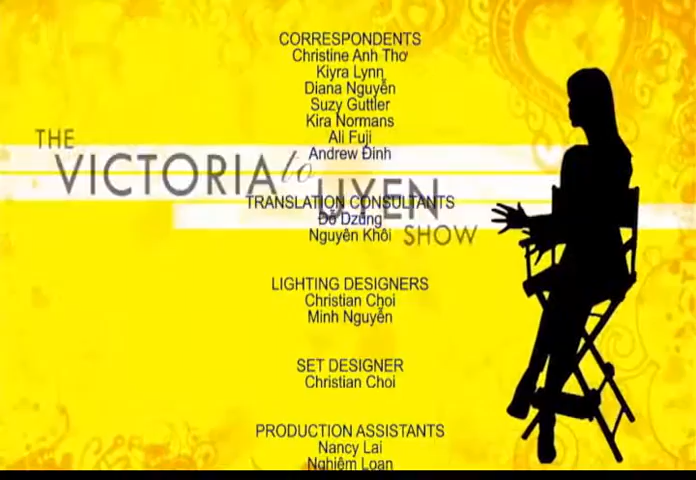 CORRESPONDENTS
Christine Anh Thơ
Kiyra Lynn
Diana Nguyễn
Suzy Guttler
Kira Normans
Ali Fuji
Andrew Đinh
THE
VICTORIA to
UYEN
SHOW
TRANSLATION CONSULTANTS
Đỗ Dzũng
Nguyên Khôi
LIGHTING DESIGNERS
Christian Choi
Minh Nguyễn
SET DESIGNER
Christian Choi
PRODUCTION ASSISTANTS
Nancy Lai
Nghiêm Loan